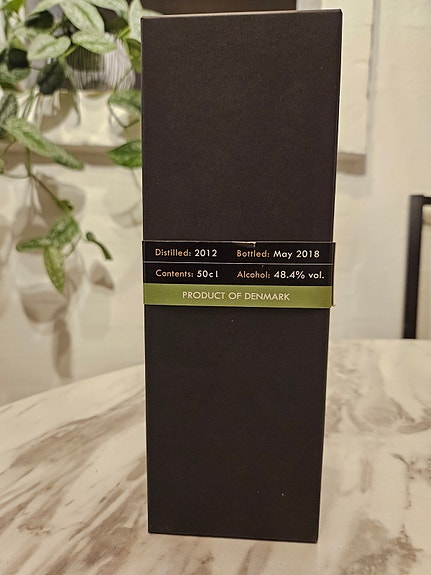 Distilled: 2012 Bottled: May 2018
Contents: 50cl Alcohol: 48.4% vol.
PRODUCT OF DENMARK